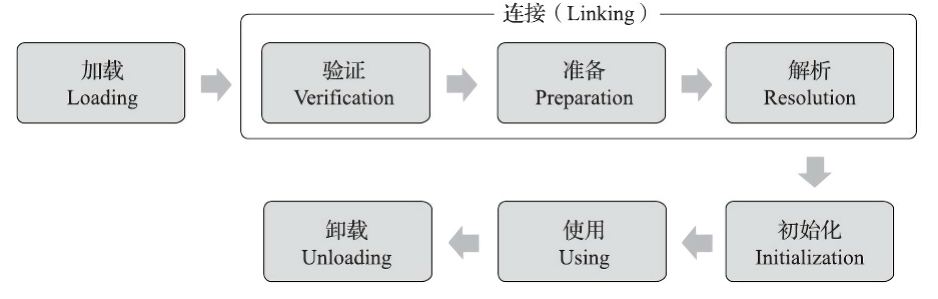 连接（Linking）
加载
Loading
验证
Verification
准备
Preparation
解析
Resolution
初始化
Initialization
使用
Using
卸载
Unloading